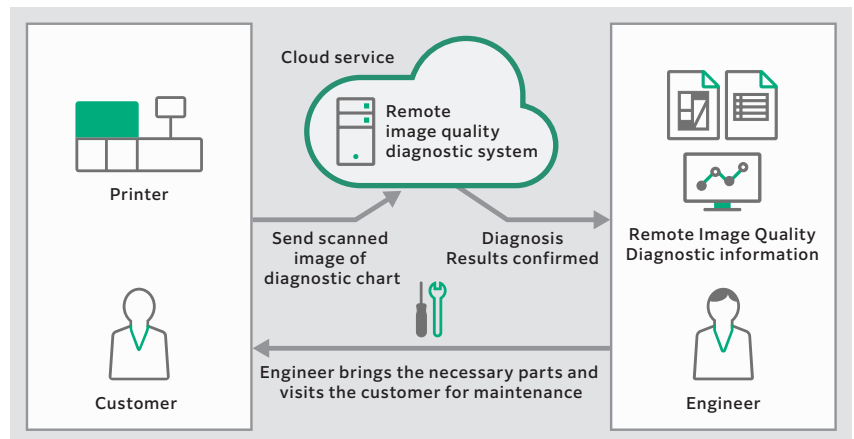 Cloud service
Remote
image quality
diagnostic system
Printer
Send scanned
image of
diagnostic chart
Diagnosis
Results confirmed
Remote Image Quality
Diagnostic information
Customer
Engineer brings the necessary parts and
visits the customer for maintenance
Engineer